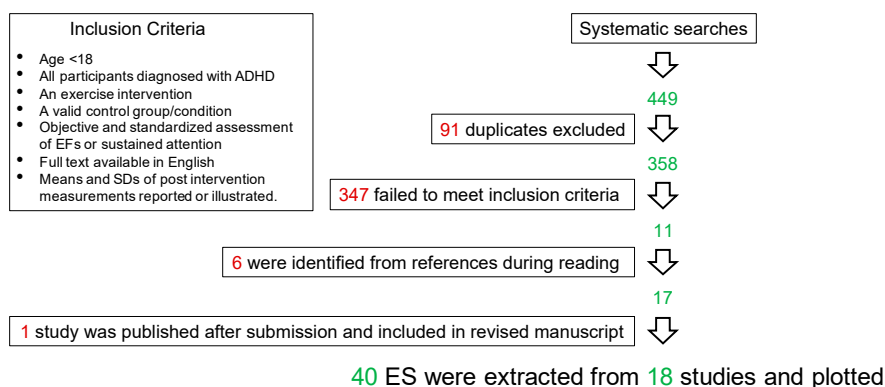 Inclusion Criteria
• Age <18
• All participants diagnosed with ADHD
• An exercise intervention
• A valid control group/condition
• Objective and standardized assessment
of EFs or sustained attention
• Full text available in English
• Means and SDs of post intervention
measurements reported or illustrated.
Systematic searches
449
91 duplicates excluded
358
347 failed to meet inclusion criteria
11
6 were identified from references during reading
17
1 study was published after submission and included in revised manuscript
40 ES were extracted from 18 studies and plotted